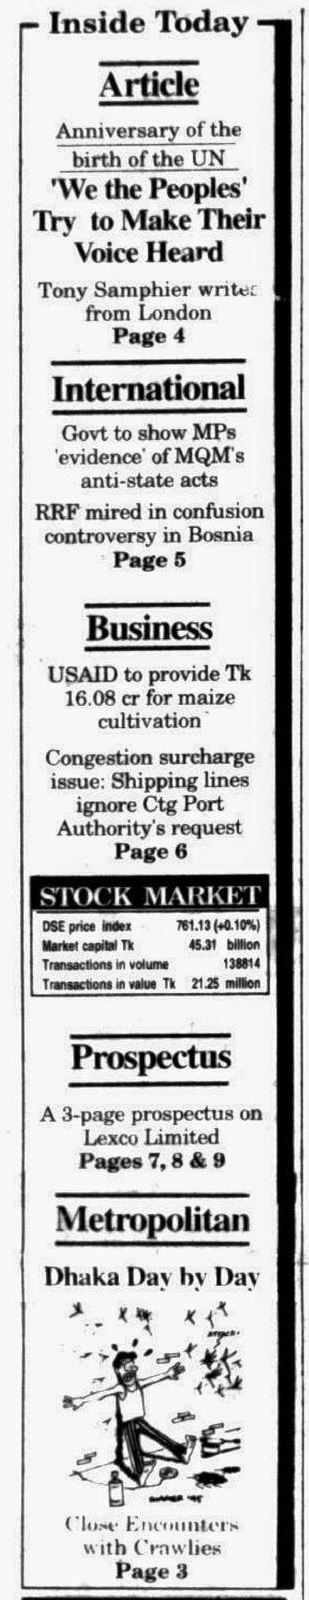 Inside Today
Article
Anniversary of the
birth of the UN
'We the Peoples'
Try to Make Their
Voice Heard
Tony Samphier writes
from London
Page 4
International
Govt to show MPs
'evidence' of MQM's
anti-state acts
RRF mired in confusion
controversy in Bosnia
Page 5
Business
USAID to provide Tk
16.08 cr for maize
cultivation
Congestion surcharge
issue: Shipping lines
ignore Ctg Port
Authority's request
Page 6
STOCK MARKET
DSE price index 761.13 (+0.10%)
Market capital Tk 45.31 billion
Transactions in volume 138814
Transactions in value Tk 21.25 million
Prospectus
A 3-page prospectus on
Lexco Limited
Pages 7, 8 & 9
Metropolitan
Dhaka Day by Day
Close Encounters
with Crawlies
Page 3